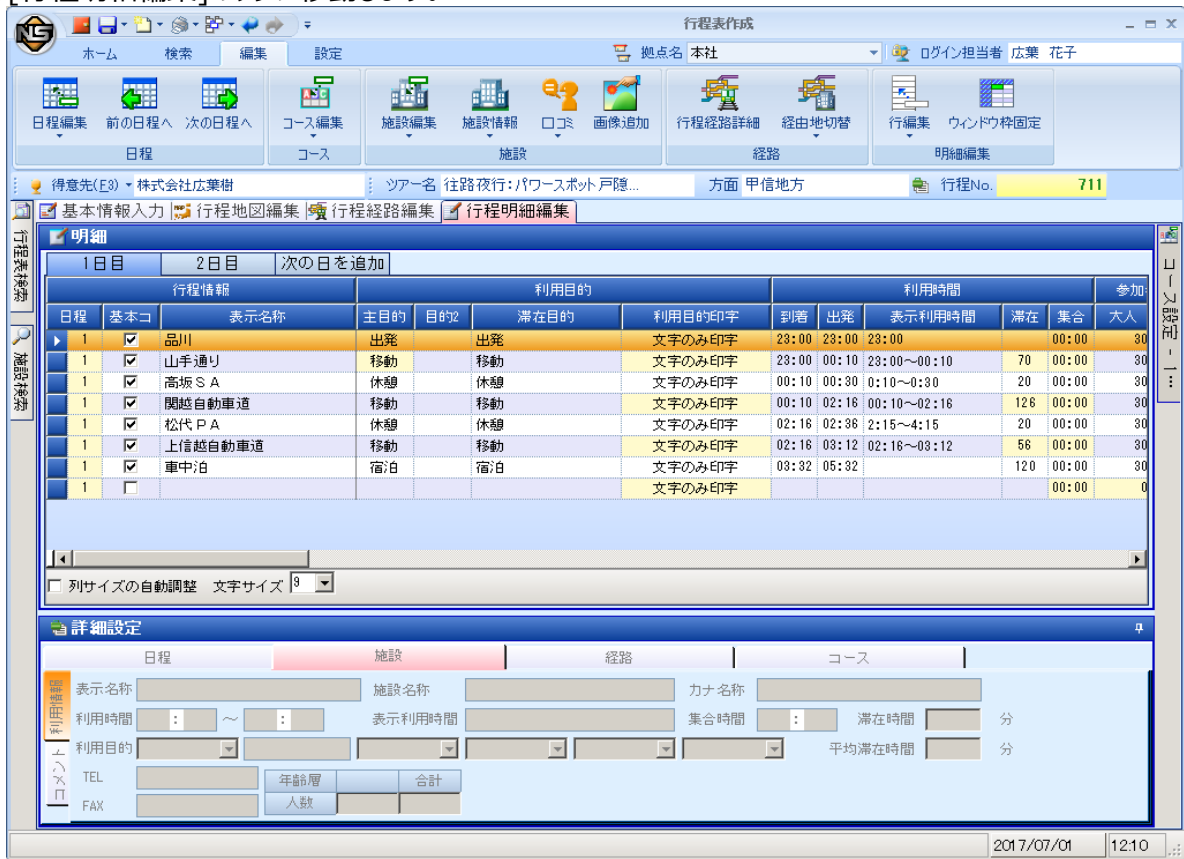 [行程明細編集]
行程表作成
NLS
ホーム 検索 編集 設定 拠点名 本社 ログイン担当者 広葉 花子
日程編集 前の日程へ 次の日程へ コース編集 施設編集 施設情報 口コミ 画像追加 行程経路詳細 経由地切替 行編集 ウィンドウ枠固定
日程 コース 施設 経路 明細編集
得意先(F3) 株式会社広葉樹 ツアー名 往路夜行:パワースポット戸隠... 方面 甲信地方 行程No. 711
基本情報入力 行程地図編集 行程経路編集 行程明細編集
行程表検索
施設検索
コース設定 - 1...
明細
1日目 2日目 次の日を追加
行程情報 利用目的 利用時間 参加
日程 基本コ 表示名称 主目的 目的2 滞在目的 利用目的印字 到着 出発 表示利用時間 滞在 集合 大人
1 品川 出発 出発 文字のみ印字 23:00 23:00 23:00 00:00 30
1 山手通り 移動 移動 文字のみ印字 23:00 00:10 23:00～00:10 70 00:00 30
1 高坂ＳＡ 休憩 休憩 文字のみ印字 00:10 00:30 0:10～0:30 20 00:00 30
1 関越自動車道 移動 移動 文字のみ印字 00:10 02:16 00:10～02:16 126 00:00 30
1 松代ＰＡ 休憩 休憩 文字のみ印字 02:16 02:36 2:15～4:15 20 00:00 30
1 上信越自動車道 移動 移動 文字のみ印字 02:16 03:12 02:16～03:12 56 00:00 30
1 車中泊 宿泊 宿泊 文字のみ印字 03:32 05:32 120 00:00 30
1 文字のみ印字 00:00 0
列サイズの自動調整 文字サイズ 9
詳細設定
日程 施設 経路 コース
利用情報
コメント
表示名称 施設名称 カナ名称
利用時間 : ～ : 表示利用時間 集合時間 : 滞在時間 分
利用目的 平均滞在時間 分
TEL 年齢層 合計
FAX 人数
2017/07/01 12:10